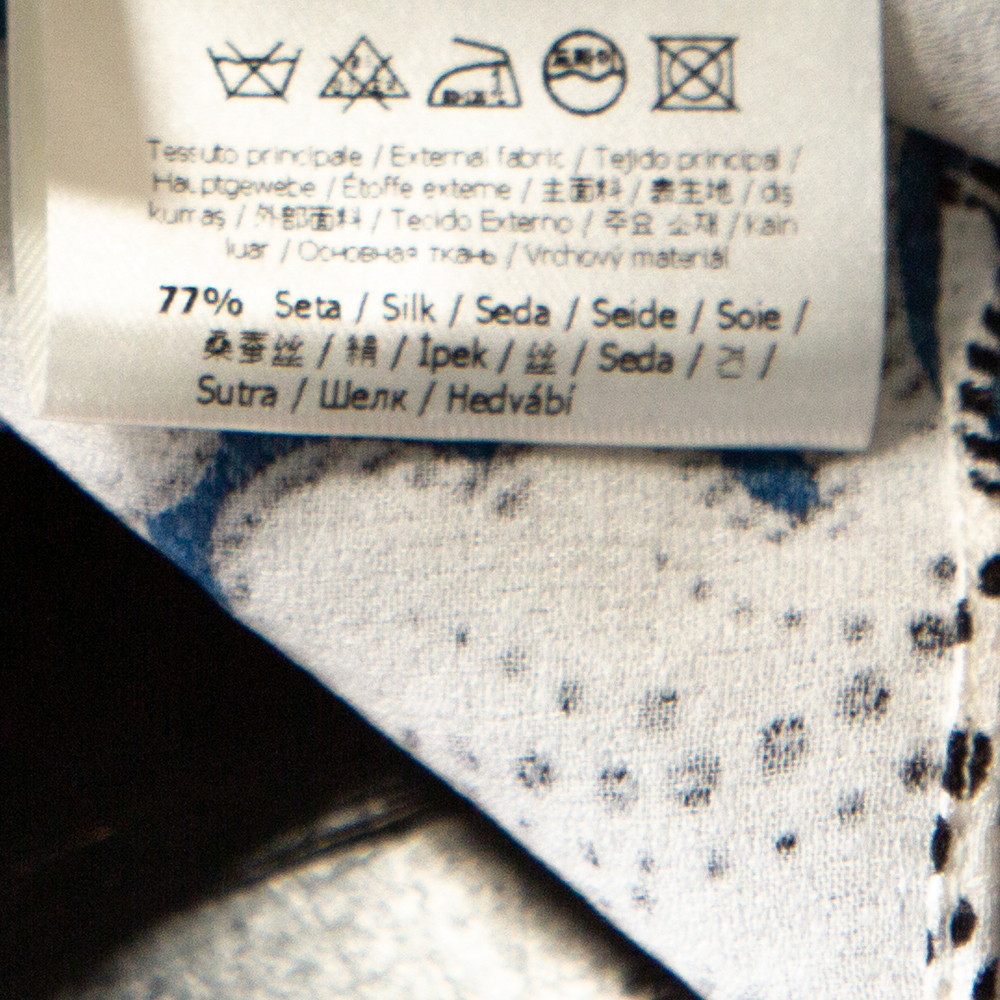 Tessuto principale / External fabric / Tejido principal /
Hauptgewebe / Étoffe externe / 主面料 / 表生地 / dış
kumaş / 外部面料 / Tecido Externo / 주요 소재 / kain
luar / Основная ткань / Vrchový materiál
77% Seta / Silk / Seda / Seide / Soie /
桑蚕丝 / 絹 / İpek / 丝 / Seda / 견 /
Sutra / Шелк / Hedvábí